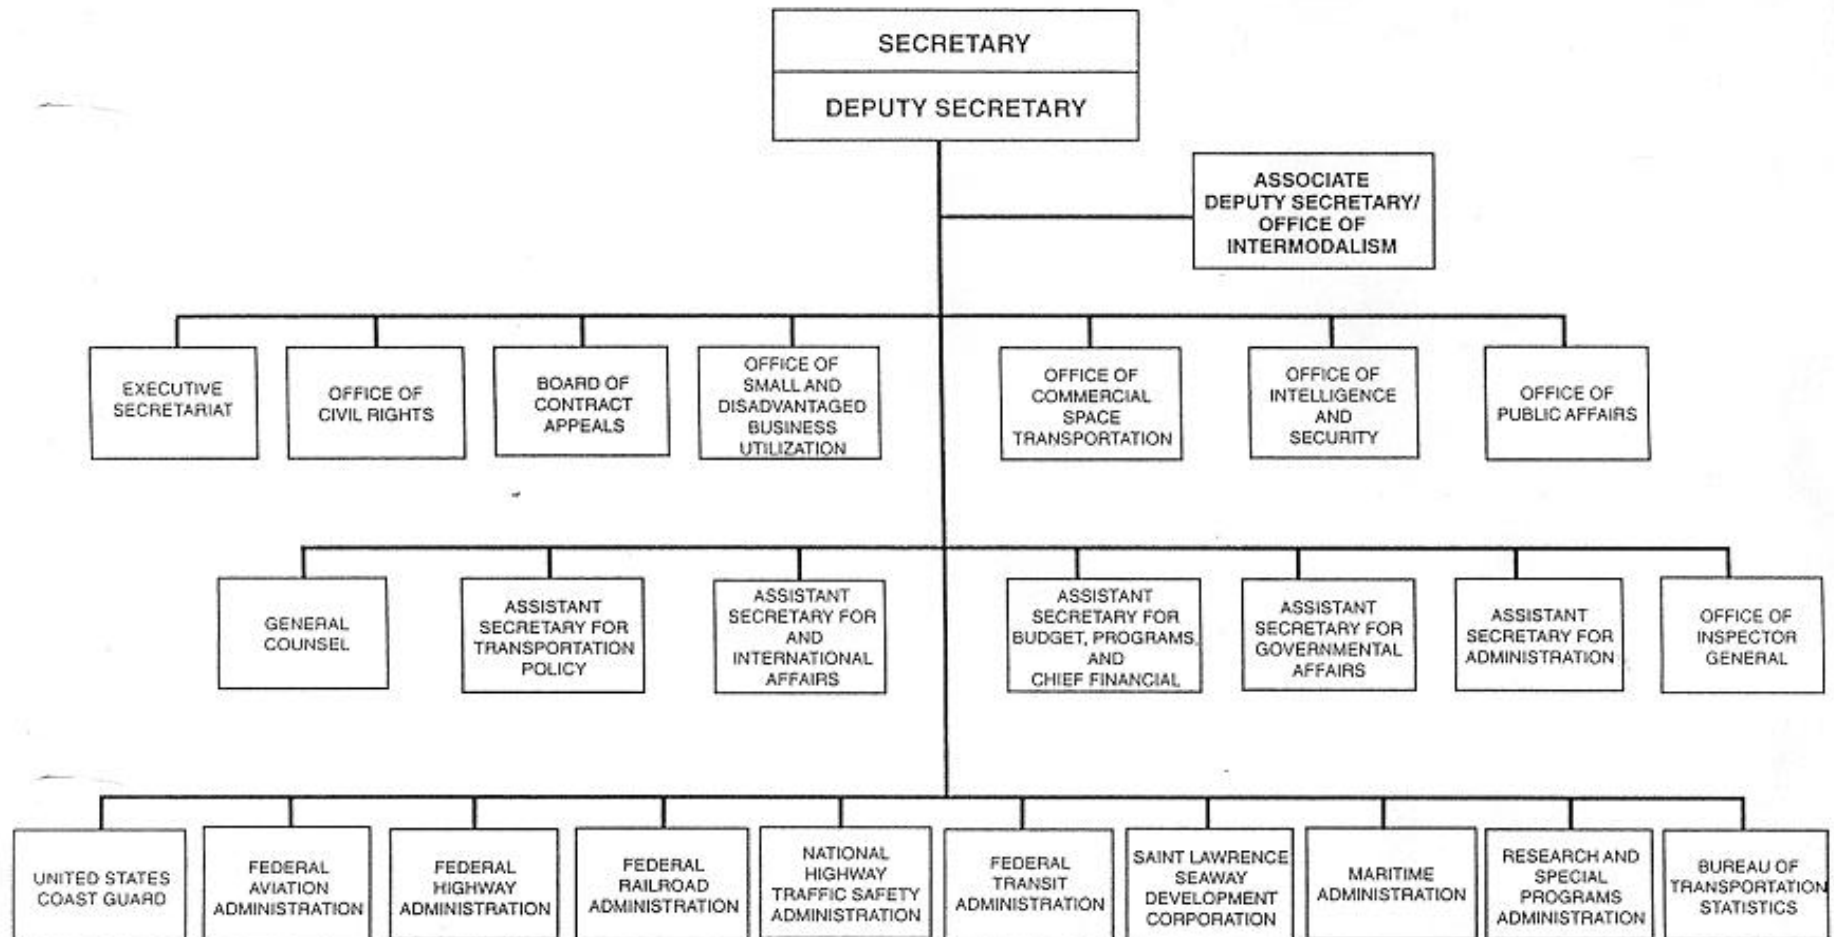 SECRETARY
DEPUTY SECRETARY
ASSOCIATE
DEPUTY SECRETARY/
OFFICE OF
INTERMODALISM
EXECUTIVE
SECRETARIAT
OFFICE OF
CIVIL RIGHTS
BOARD OF
CONTRACT
APPEALS
OFFICE OF
SMALL AND
DISADVANTAGED
BUSINESS
UTILIZATION
OFFICE OF
COMMERCIAL
SPACE
TRANSPORTATION
OFFICE OF
INTELLIGENCE
AND
SECURITY
OFFICE OF
PUBLIC AFFAIRS
GENERAL
COUNSEL
ASSISTANT
SECRETARY FOR
TRANSPORTATION
POLICY
ASSISTANT
SECRETARY FOR
AND
INTERNATIONAL
AFFAIRS
ASSISTANT
SECRETARY FOR
BUDGET, PROGRAMS,
AND
CHIEF FINANCIAL
ASSISTANT
SECRETARY FOR
GOVERNMENTAL
AFFAIRS
ASSISTANT
SECRETARY FOR
ADMINISTRATION
OFFICE OF
INSPECTOR
GENERAL
UNITED STATES
COAST GUARD
FEDERAL
AVIATION
ADMINISTRATION
FEDERAL
HIGHWAY
ADMINISTRATION
FEDERAL
RAILROAD
ADMINISTRATION
NATIONAL
HIGHWAY
TRAFFIC SAFETY
ADMINISTRATION
FEDERAL
TRANSIT
ADMINISTRATION
SAINT LAWRENCE
SEAWAY
DEVELOPMENT
CORPORATION
MARITIME
ADMINISTRATION
RESEARCH AND
SPECIAL
PROGRAMS
ADMINISTRATION
BUREAU OF
TRANSPORTATION
STATISTICS